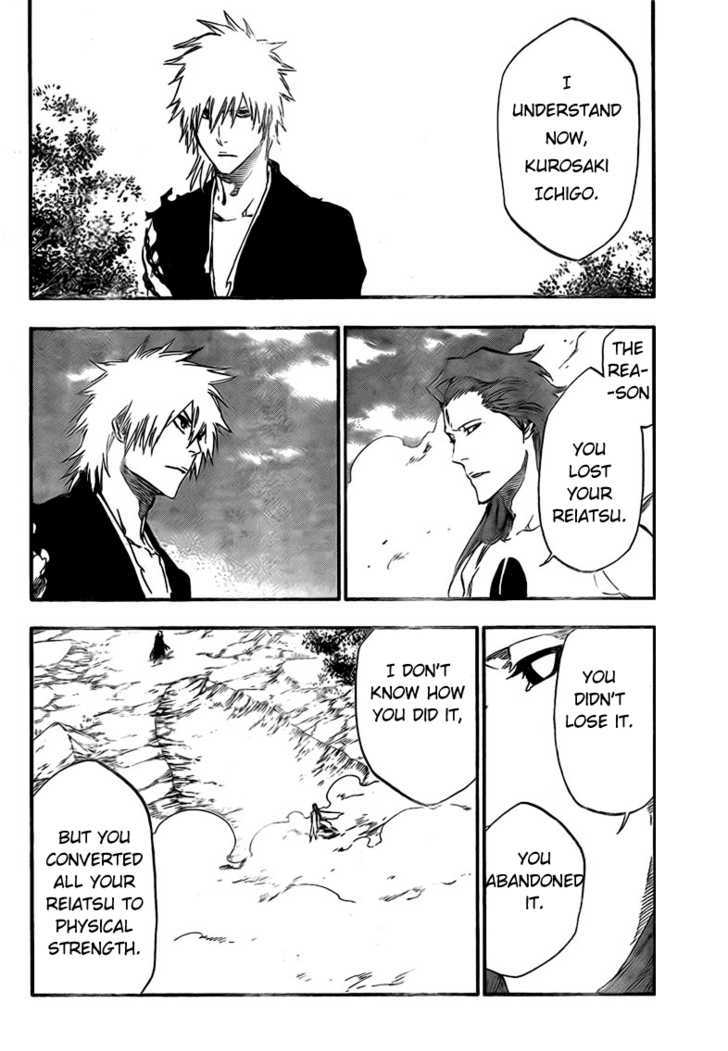 I
UNDERSTAND
NOW,
KUROSAKI
ICHIGO.
THE
REA-
-SON
YOU
LOST
YOUR
REIATSU.
YOU
DIDN'T
LOSE IT.
YOU
ABANDONED
IT.
I DON'T
KNOW HOW
YOU DID IT,
BUT YOU
CONVERTED
ALL YOUR
REIATSU TO
PHYSICAL
STRENGTH.